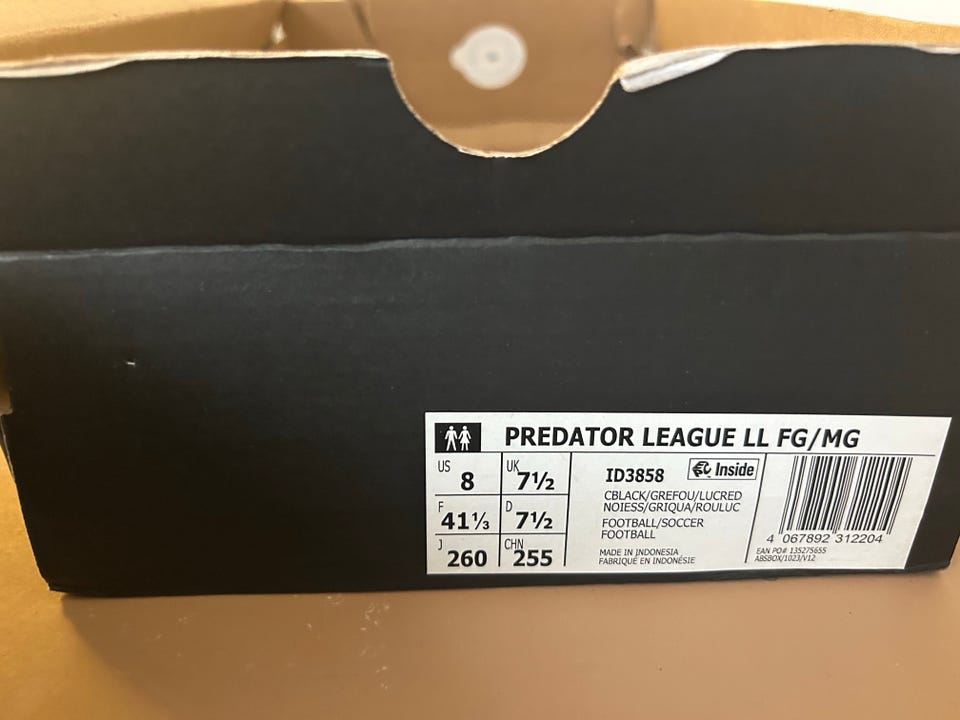 PREDATOR LEAGUE LL FG/MG
US 8
UK 7½
F 41⅓
D 7½
J 260
CHN 255
ID3858
Inside
CBLACK/GREFOU/LUCRED
NOIESS/GRIQUA/ROULUC
FOOTBALL/SOCCER
FOOTBALL
MADE IN INDONESIA
FABRIQUÉ EN INDONÉSIE
4 067892 312204
EAN PO# 135275655
ABSBOX/1023/V12